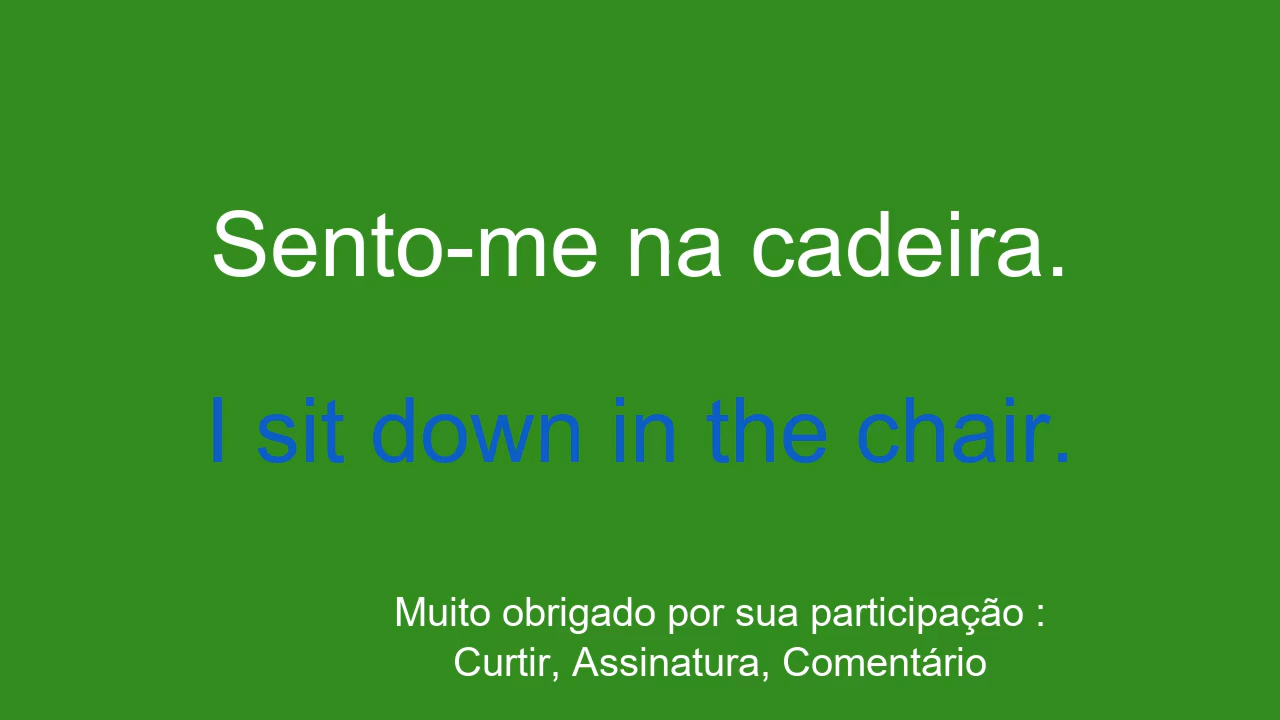 Sento-me na cadeira.
I sit down in the chair.
Muito obrigado por sua participação :
Curtir, Assinatura, Comentário